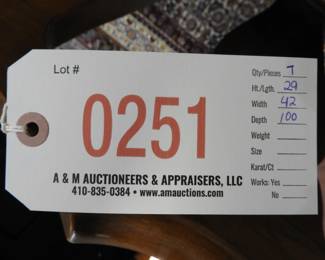 Lot #
0251
A & M AUCTIONEERS & APPRAISERS, LLC
410-835-0384 • www.amauctions.com
Qty/Pieces 7
Ht./Lgth. 29
Width 42
Depth 100
Weight
Size
Karat/Ct
Works: Yes
No